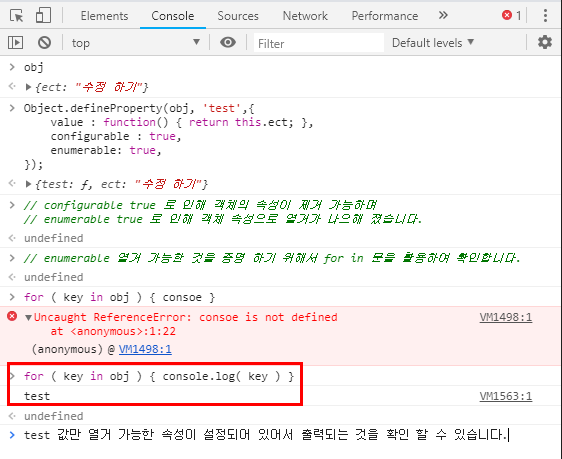 Elements Console Sources Network Performance » 1
top Filter Default levels
obj
{ect: "수정 하기"}
Object.defineProperty(obj, 'test',{
value : function() { return this.ect; },
configurable : true,
enumerable: true,
});
{test: ƒ, ect: "수정 하기"}
// configurable true 로 인해 객체의 속성이 제거 가능하며
// enumerable true 로 인해 객체 속성으로 열거가 나으해 졌습니다.
undefined
// enumerable 열거 가능한 것을 증명 하기 위해서 for in 문을 활용하여 확인합니다.
undefined
for ( key in obj ) { consoe }
Uncaught ReferenceError: consoe is not defined VM1498:1
at <anonymous>:1:22
(anonymous) @ VM1498:1
for ( key in obj ) { console.log( key ) }
test VM1563:1
undefined
test 값만 열거 가능한 속성이 설정되어 있어서 출력되는 것을 확인 할 수 있습니다.